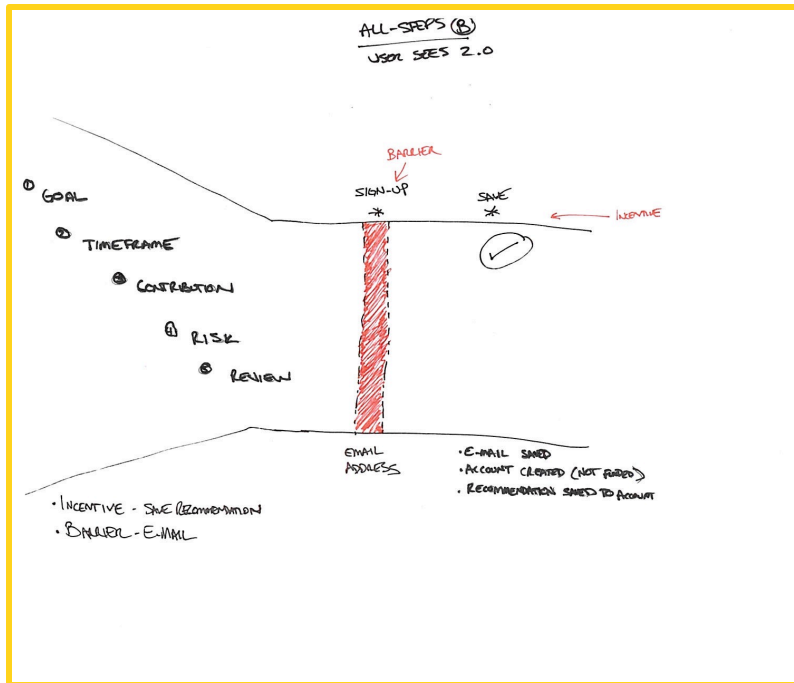 ALL-STEPS (B)
USER SEES 2.0
BARRIER
SIGN-UP
*
SAVE
*
INCENTIVE
① GOAL
② TIMEFRAME
③ CONTRIBUTION
④ RISK
⑤ REVIEW
EMAIL
ADDRESS
• E-MAIL SAVED
• ACCOUNT CREATED (NOT FUNDED)
• RECOMMENDATION SAVED TO ACCOUNT
• INCENTIVE - SAVE RECOMMENDATION
• BARRIER - E-MAIL